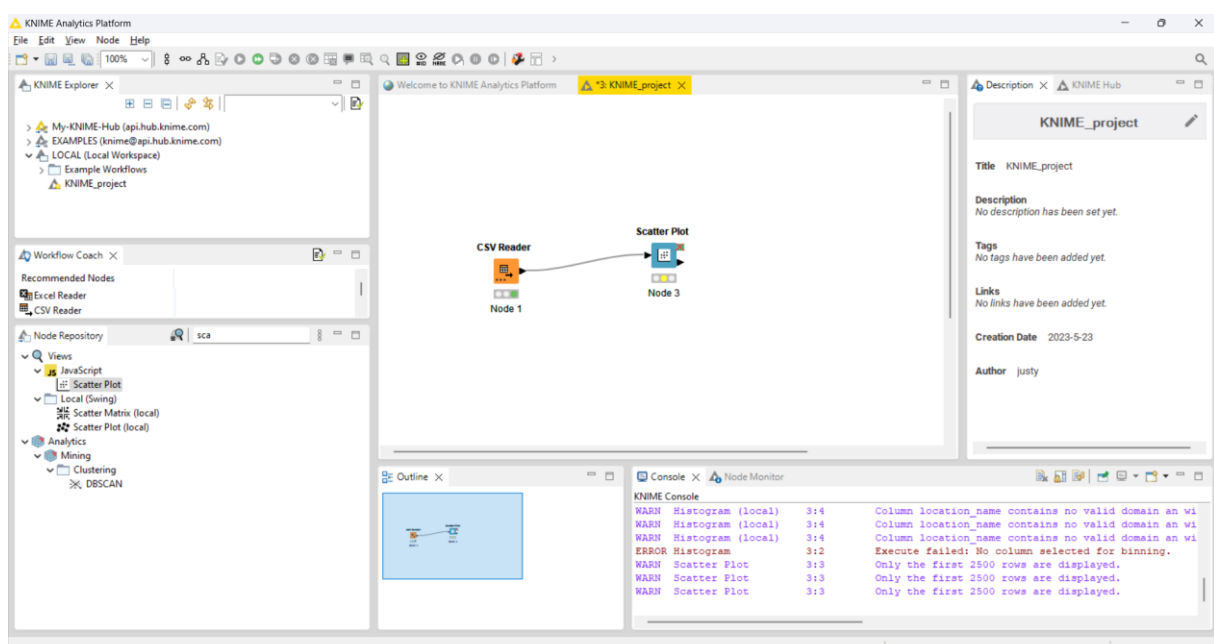 KNIME Analytics Platform
File Edit View Node Help
100%
KNIME Explorer
My-KNIME-Hub (api.hub.knime.com)
EXAMPLES (knime@api.hub.knime.com)
LOCAL (Local Workspace)
Example Workflows
KNIME_project
Workflow Coach
Recommended Nodes
Excel Reader
CSV Reader
Node Repository
sca
Views
JavaScript
Scatter Plot
Local (Swing)
Scatter Matrix (local)
Scatter Plot (local)
Analytics
Mining
Clustering
DBSCAN
Welcome to KNIME Analytics Platform
*3: KNIME_project
CSV Reader
Node 1
Scatter Plot
Node 3
Outline
Console
Node Monitor
KNIME Console
WARN Histogram (local) 3:4 Column location_name contains no valid domain an wi
WARN Histogram (local) 3:4 Column location_name contains no valid domain an wi
WARN Histogram (local) 3:4 Column location_name contains no valid domain an wi
ERROR Histogram 3:2 Execute failed: No column selected for binning.
WARN Scatter Plot 3:3 Only the first 2500 rows are displayed.
WARN Scatter Plot 3:3 Only the first 2500 rows are displayed.
WARN Scatter Plot 3:3 Only the first 2500 rows are displayed.
Description
KNIME Hub
KNIME_project
Title KNIME_project
Description
No description has been set yet.
Tags
No tags have been added yet.
Links
No links have been added yet.
Creation Date 2023-5-23
Author justy